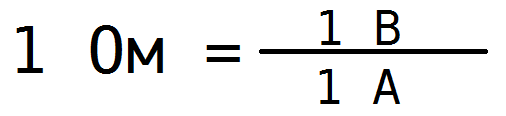 1 Ом = 1 В
1 А